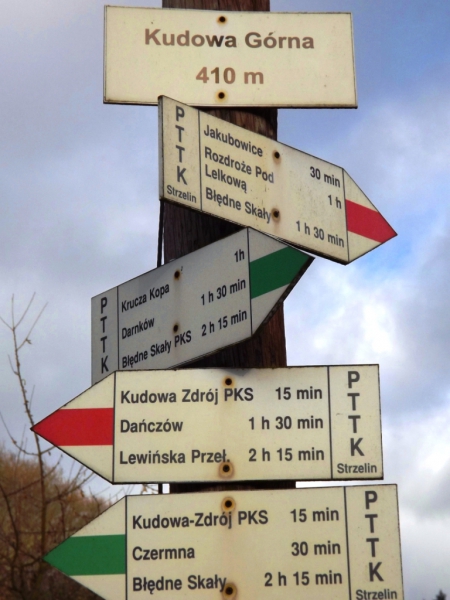 Kudowa Górna
410 m
PTTK
Strzelin
Jakubowice 30 min
Rozdroże Pod
Lelkową 1 h
Błędne Skały 1 h 30 min
PTTK
Krucza Kopa 1h
Darnków 1 h 30 min
Błędne Skały PKS 2 h 15 min
Kudowa Zdrój PKS 15 min
Dańczów 1 h 30 min
Lewińska Przeł. 2 h 15 min
PTTK
Strzelin
Kudowa-Zdrój PKS 15 min
Czermna 30 min
Błędne Skały 2 h 15 min
PTTK
Strzelin